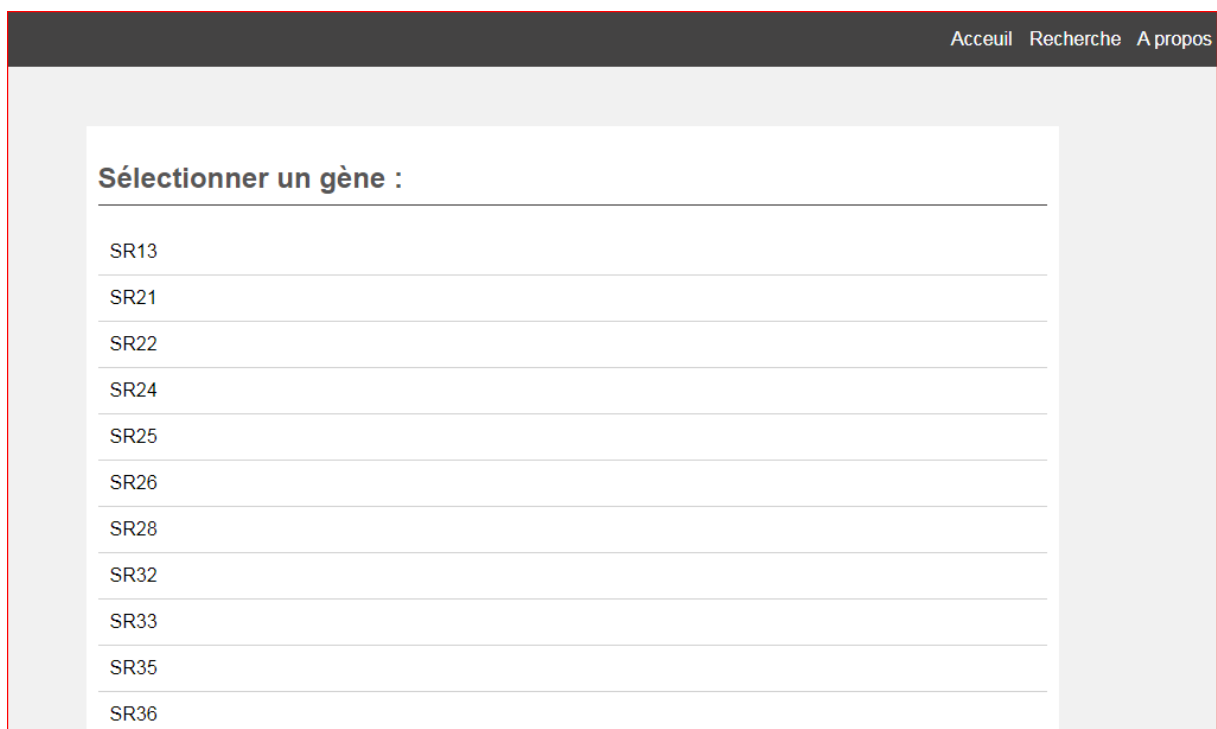 Acceuil Recherche A propos
Sélectionner un gène :
SR13
SR21
SR22
SR24
SR25
SR26
SR28
SR32
SR33
SR35
SR36